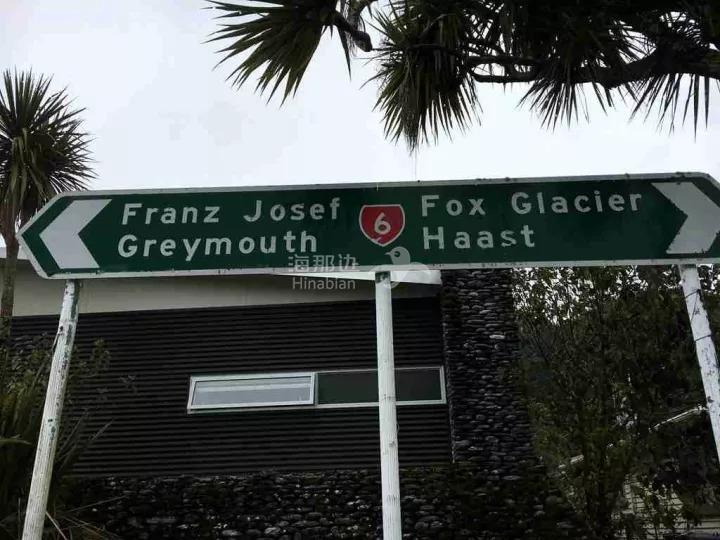 Franz Josef
Greymouth
6
Fox Glacier
Haast
海那边
Hinabian